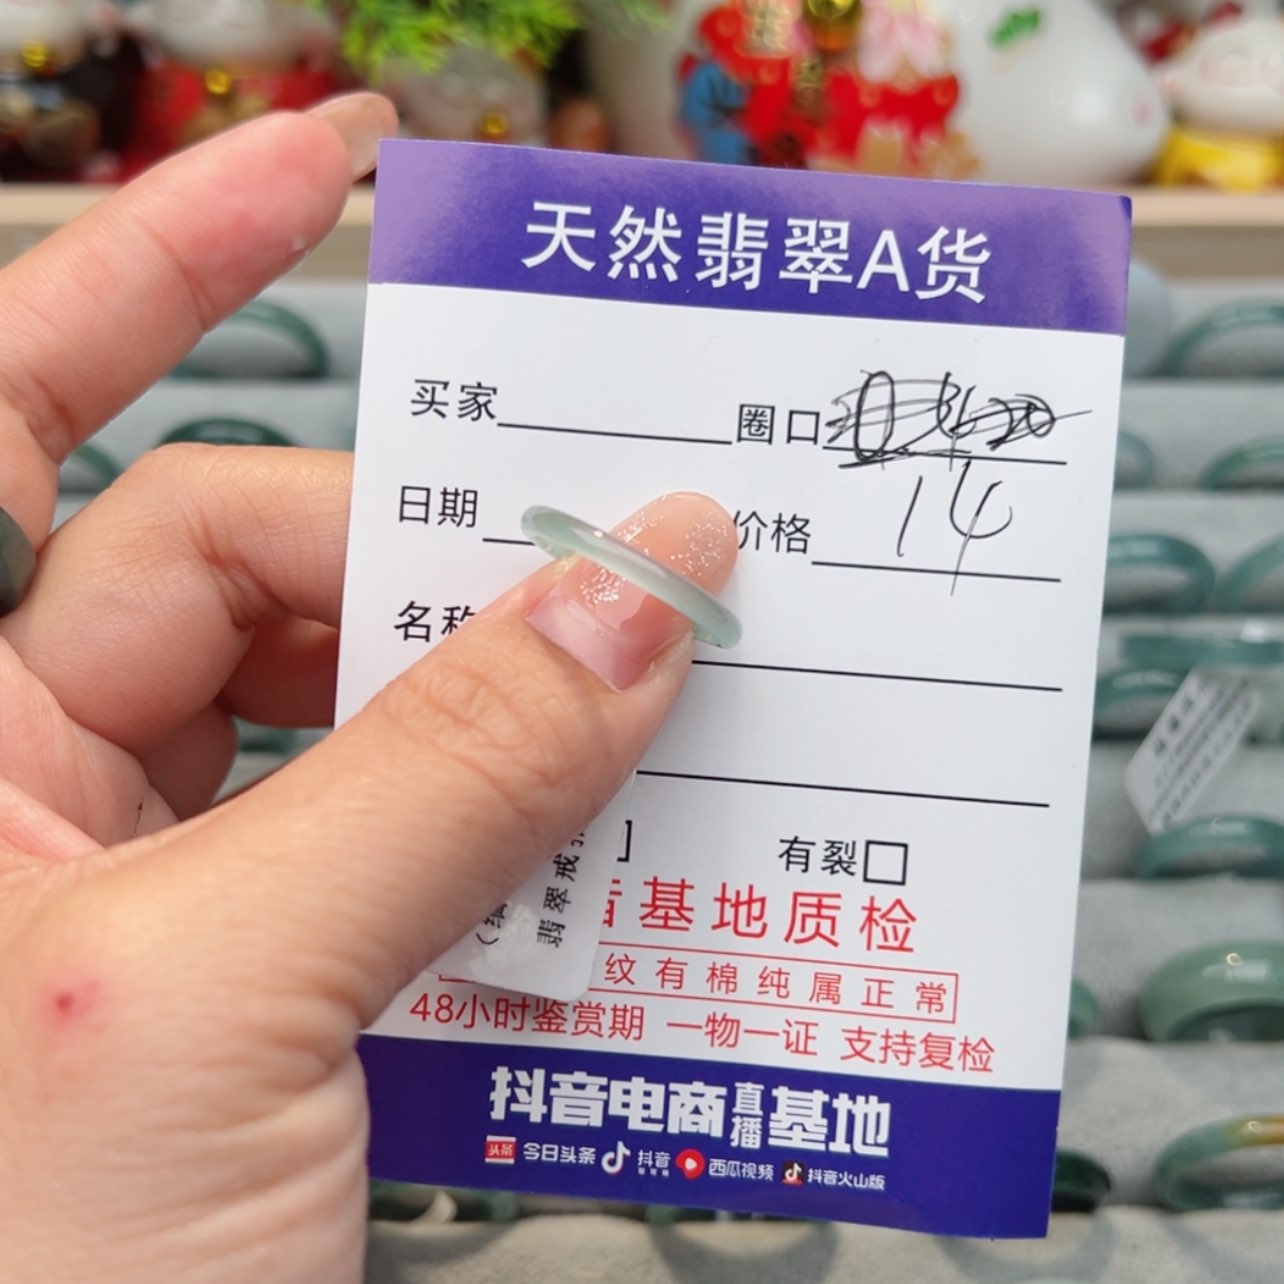 天然翡翠A货
买家 圈口
日期 价格 14
名称
有裂
基地质检
纹有棉纯属正常
48小时鉴赏期 一物一证 支持复检
翡翠戒
抖音电商直播基地
头条 今日头条 抖音 西瓜视频 抖音火山版